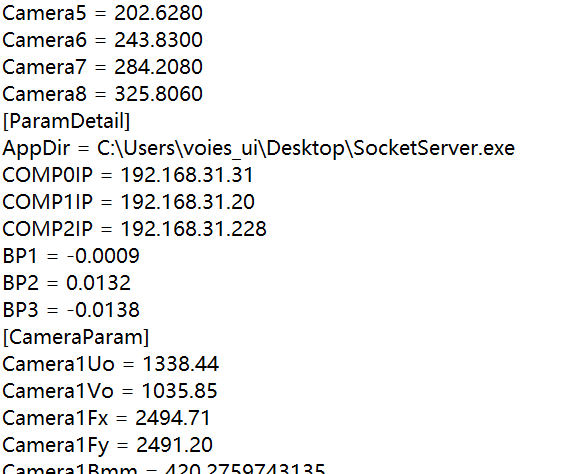 Camera5 = 202.6280
Camera6 = 243.8300
Camera7 = 284.2080
Camera8 = 325.8060
[ParamDetail]
AppDir = C:\Users\voies_ui\Desktop\SocketServer.exe
COMP0IP = 192.168.31.31
COMP1IP = 192.168.31.20
COMP2IP = 192.168.31.228
BP1 = -0.0009
BP2 = 0.0132
BP3 = -0.0138
[CameraParam]
Camera1Uo = 1338.44
Camera1Vo = 1035.85
Camera1Fx = 2494.71
Camera1Fy = 2491.20
Camera1Bmm = 420.2759743135